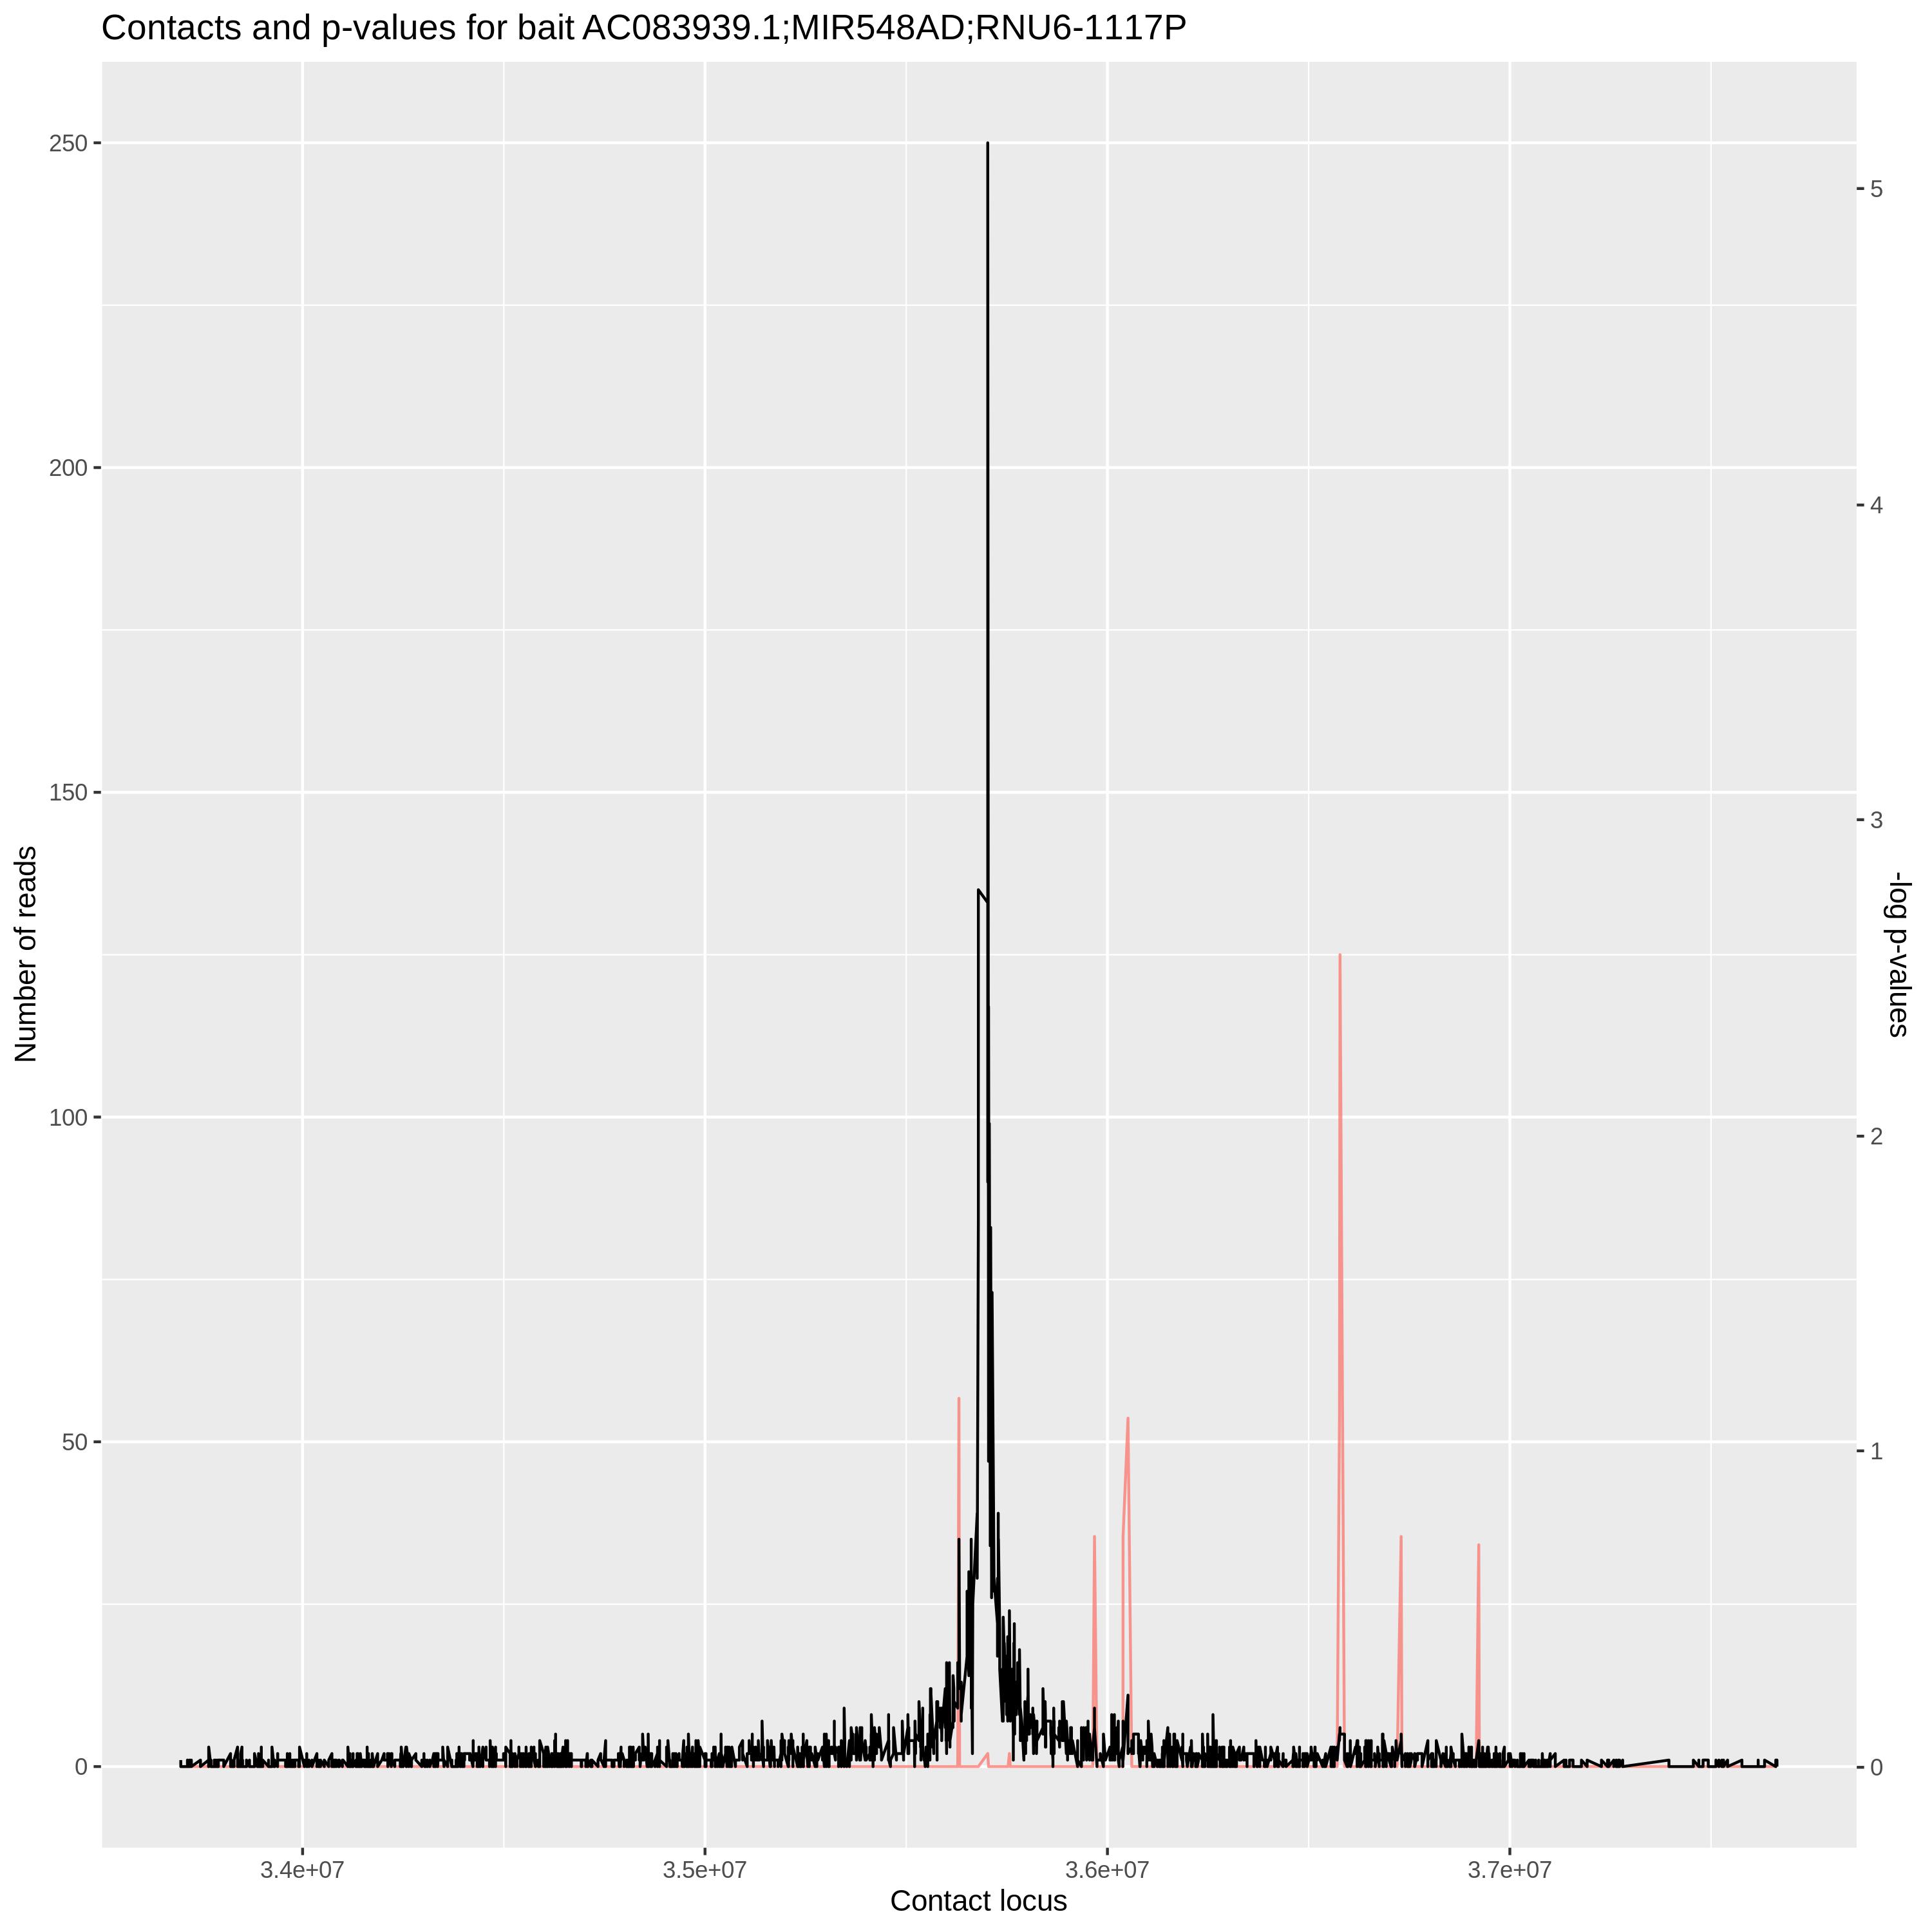 Contacts and p-values for bait AC083939.1;MIR548AD;RNU6-1117P
250
200
150
100
50
0
Number of reads
5
4
3
2
1
0
-log p-values
3.4e+07
3.5e+07
3.6e+07
3.7e+07
Contact locus